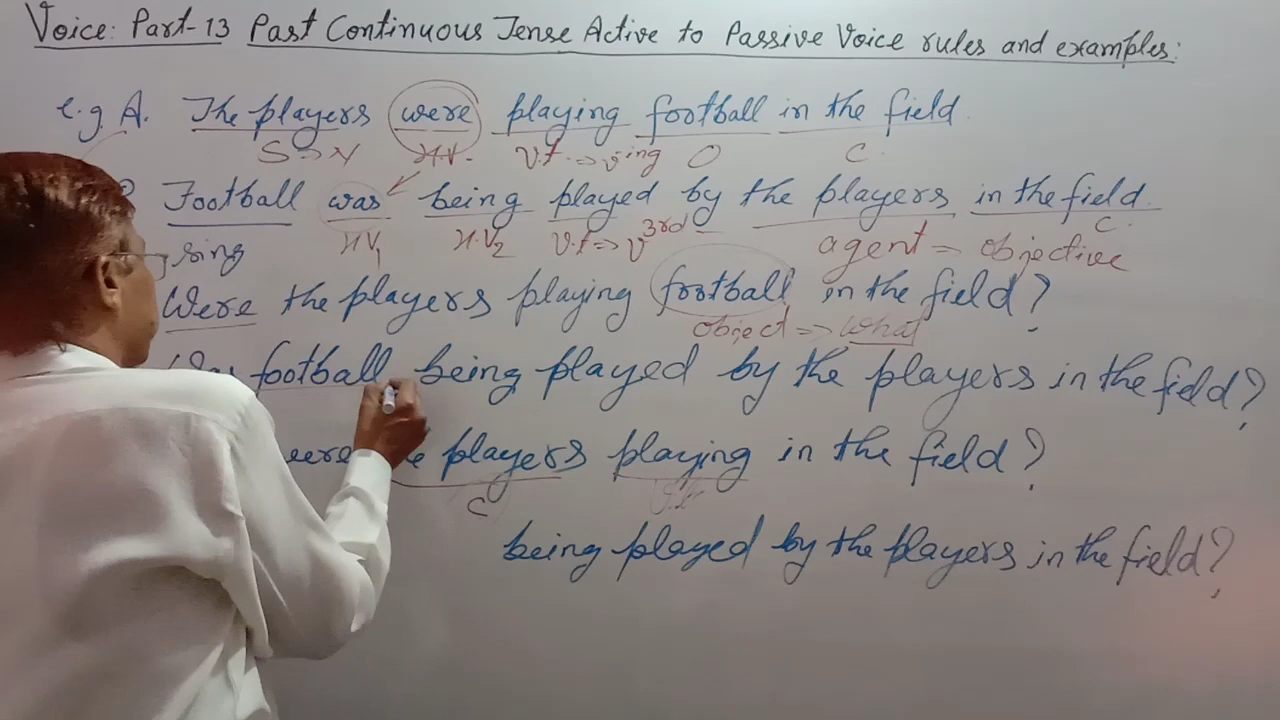 Voice: Part-13 Past Continuous Tense Active to Passive Voice rules and examples:
e.g. A. The players were playing football in the field.
S H.V. V.t. => ing O C
Football was being played by the players in the field.
sing H.V1 H.V2 V.t => V3rd agent = objective C
Were the players playing football in the field?
object => what
Was football being played by the players in the field?
were players playing in the field?
being played by the players in the field?